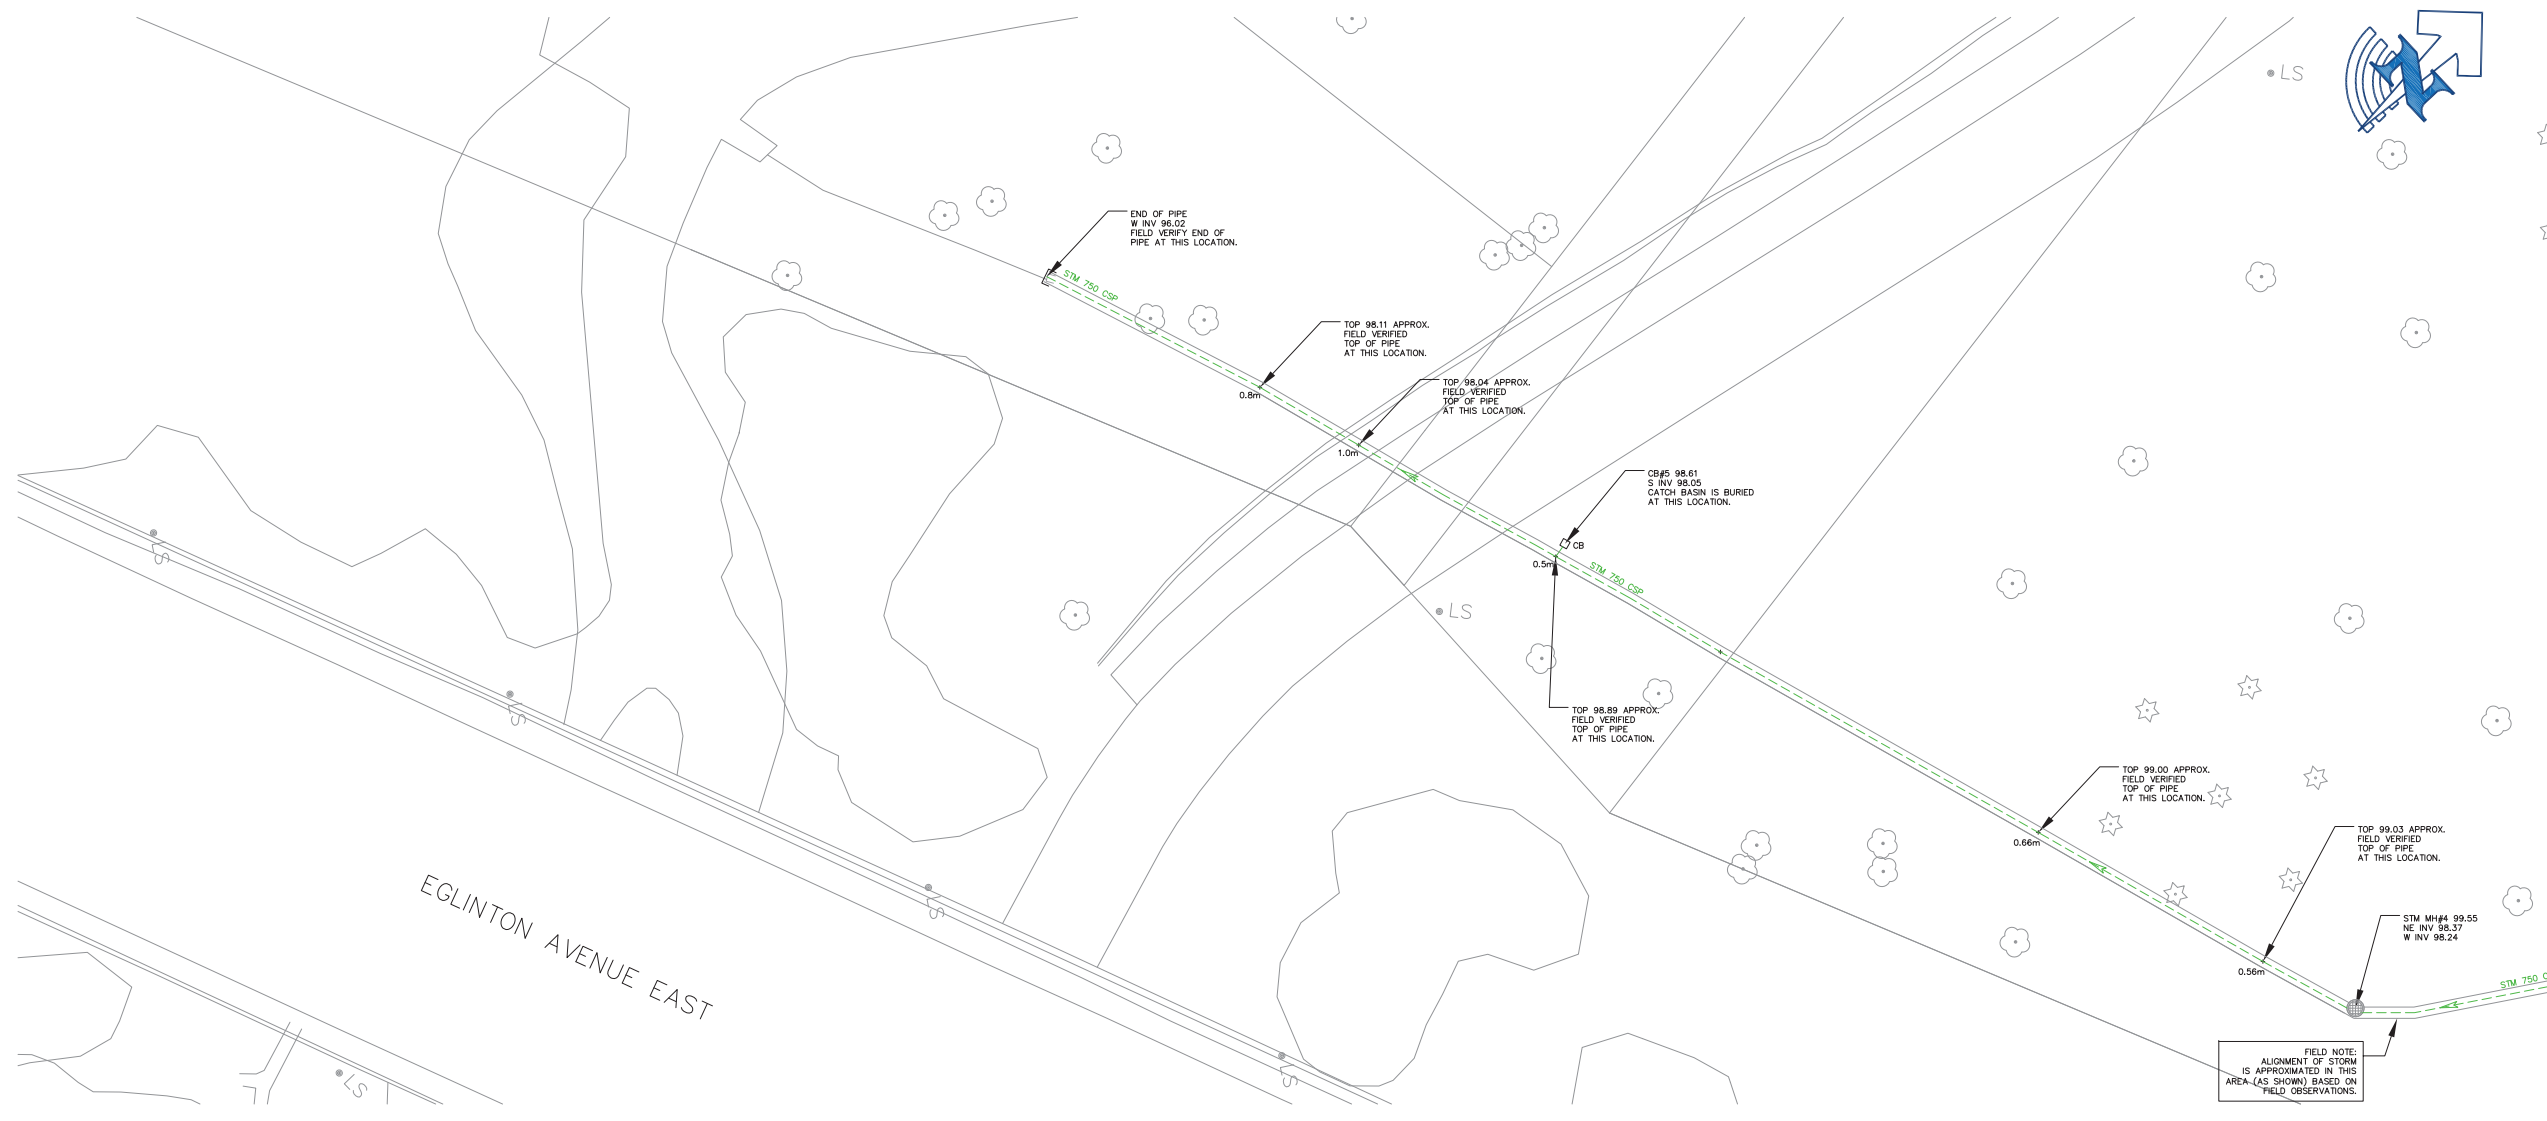 LS
END OF PIPE
W INV 96.02
FIELD VERIFY END OF
PIPE AT THIS LOCATION.
STM 750 CSP
TOP 98.11 APPROX.
FIELD VERIFIED
TOP OF PIPE
AT THIS LOCATION.
0.8m
TOP 98.04 APPROX.
FIELD VERIFIED
TOP OF PIPE
AT THIS LOCATION.
1.0m
CB#5 98.61
S INV 98.05
CATCH BASIN IS BURIED
AT THIS LOCATION.
CB
0.5m
STM 750 CSP
LS
LS
LS
TOP 98.89 APPROX.
FIELD VERIFIED
TOP OF PIPE
AT THIS LOCATION.
TOP 99.00 APPROX.
FIELD VERIFIED
TOP OF PIPE
AT THIS LOCATION.
0.66m
TOP 99.03 APPROX.
FIELD VERIFIED
TOP OF PIPE
AT THIS LOCATION.
0.56m
STM MH#4 99.55
NE INV 98.37
W INV 98.24
STM 750
LS
EGLINTON AVENUE EAST
LS
LS
FIELD NOTE:
ALIGNMENT OF STORM
IS APPROXIMATED IN THIS
AREA (AS SHOWN) BASED ON
FIELD OBSERVATIONS.